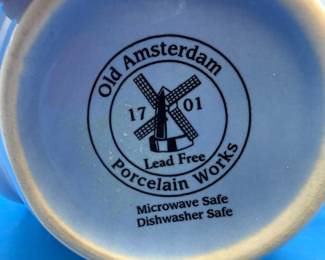 Old Amsterdam
17 01
Lead Free
Porcelain Works
Microwave Safe
Dishwasher Safe